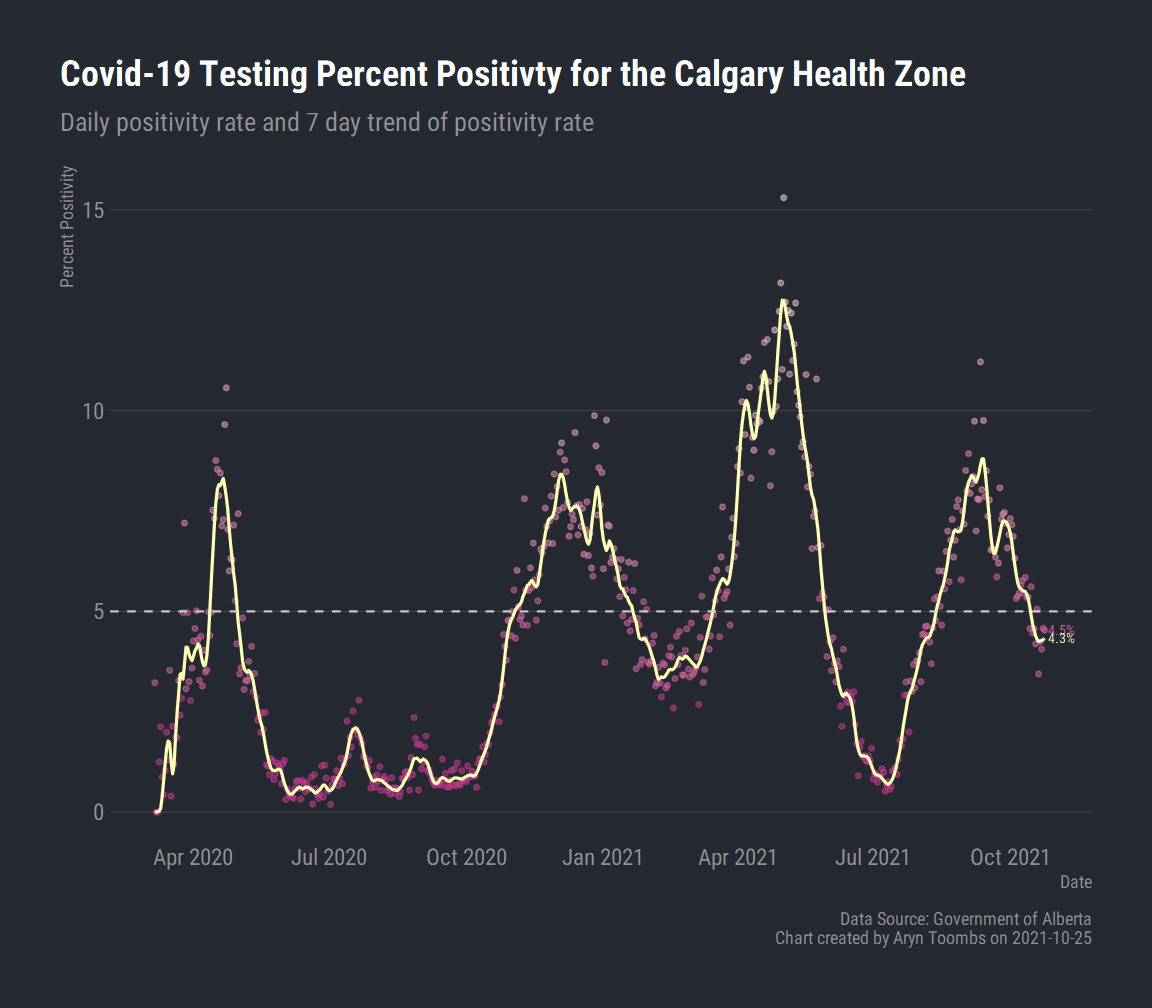 Covid-19 Testing Percent Positivty for the Calgary Health Zone
Daily positivity rate and 7 day trend of positivity rate
Percent Positivity
15
10
5
0
4.5%
4.3%
Apr 2020 Jul 2020 Oct 2020 Jan 2021 Apr 2021 Jul 2021 Oct 2021
Date
Data Source: Government of Alberta
Chart created by Aryn Toombs on 2021-10-25